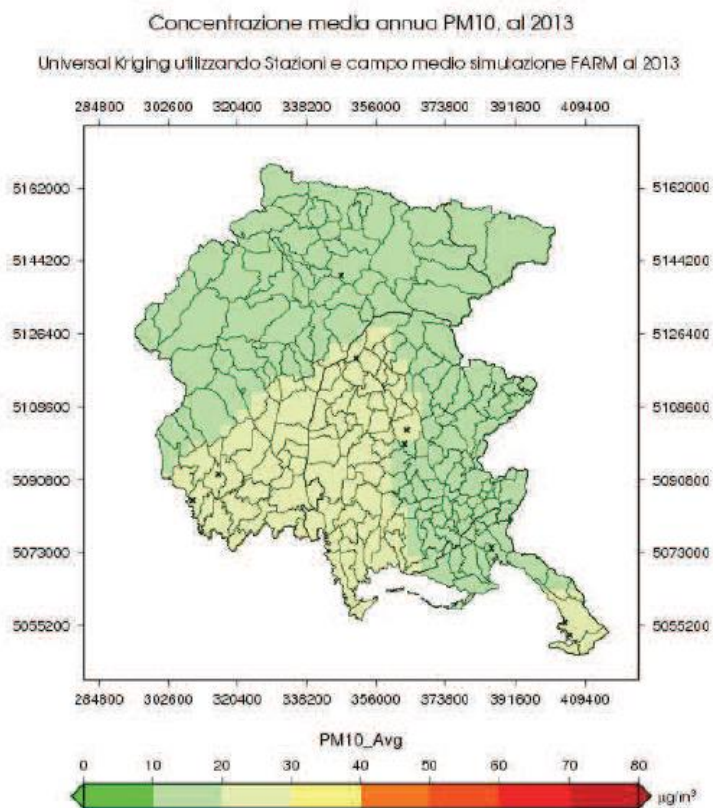 Concentrazione media annua PM10, al 2013
Universal Kriging utilizzando Stazioni e campo medio simulazione FARM al 2013
284800 302600 320400 338200 356000 373800 391600 409400
5162000 5162000
5144200 5144200
5126400 5126400
5108600 5108600
5090800 5090800
5073000 5073000
5055200 5055200
284800 302600 320400 338200 356000 373800 391600 409400
PM10_Avg
0 10 20 30 40 50 60 70 80
µg/m³